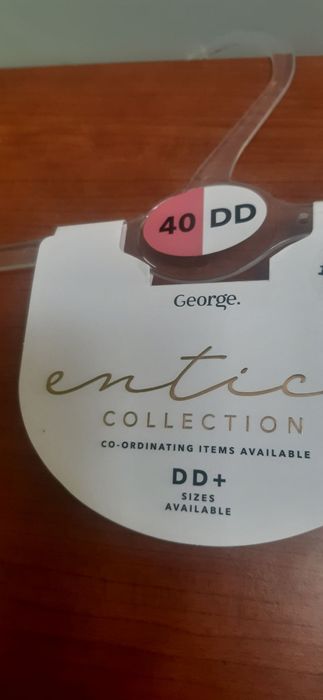 40 DD
George.
entic
COLLECTION
CO-ORDINATING ITEMS AVAILABLE
DD+
SIZES
AVAILABLE